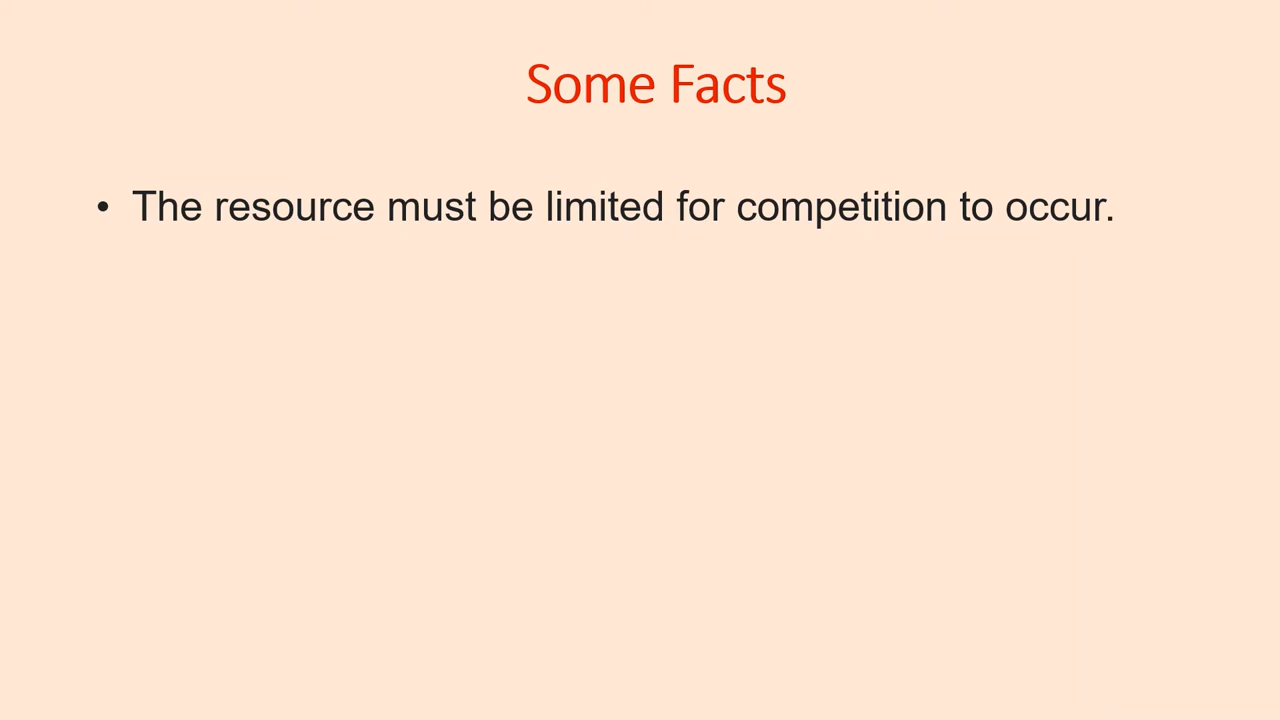 Some Facts
• The resource must be limited for competition to occur.